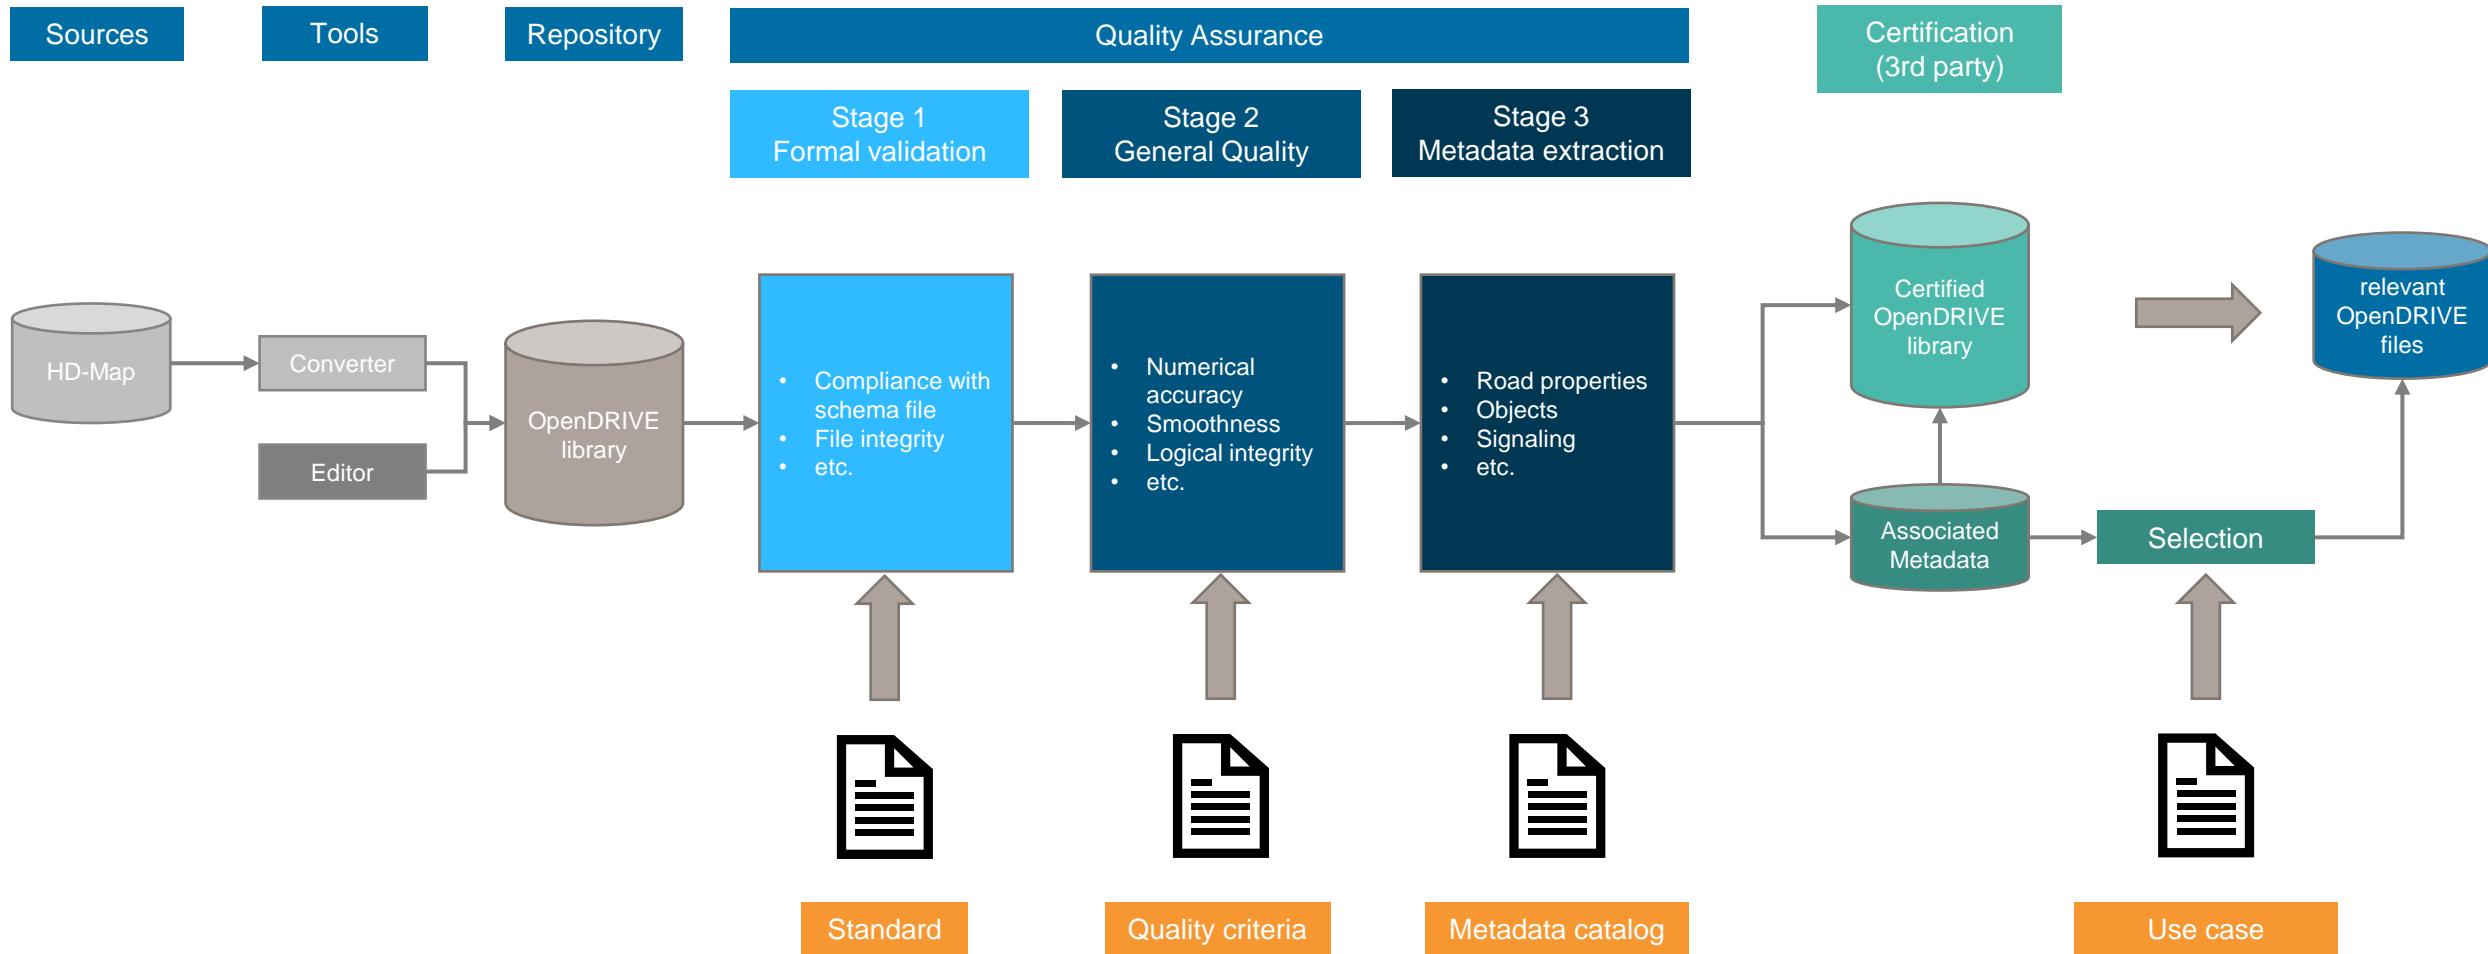 Sources
Tools
Repository
Quality Assurance
Certification
(3rd party)
Stage 1
Formal validation
Stage 2
General Quality
Stage 3
Metadata extraction
HD-Map
Converter
Editor
OpenDRIVE
library
• Compliance with
schema file
• File integrity
• etc.
• Numerical
accuracy
• Smoothness
• Logical integrity
• etc.
• Road properties
• Objects
• Signaling
• etc.
Certified
OpenDRIVE
library
relevant
OpenDRIVE
files
Associated
Metadata
Selection
Standard
Quality criteria
Metadata catalog
Use case